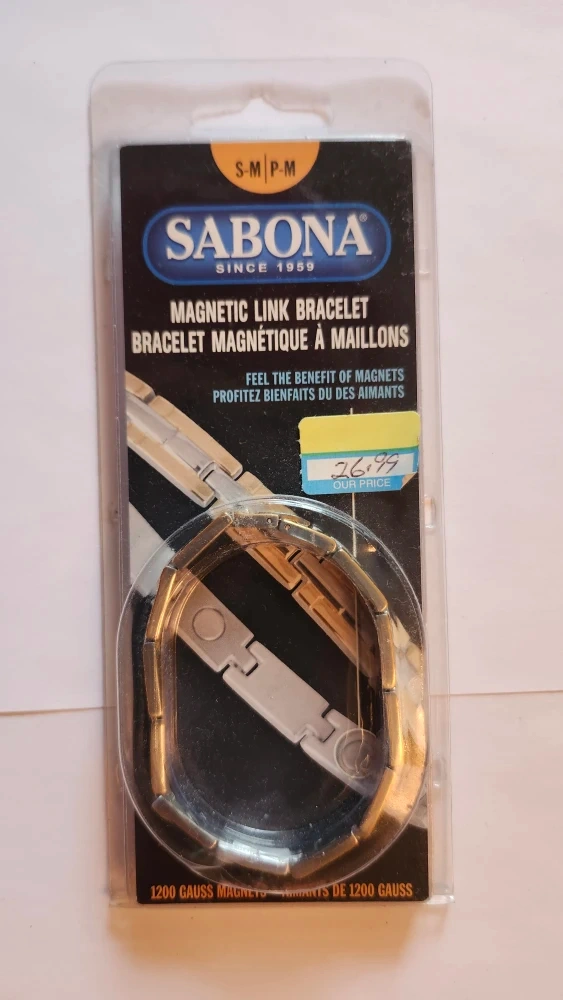 S-M | P-M
SABONA®
SINCE 1959
MAGNETIC LINK BRACELET
BRACELET MAGNÉTIQUE À MAILLONS
FEEL THE BENEFIT OF MAGNETS
PROFITEZ BIENFAITS DU DES AIMANTS
26.99
OUR PRICE
1200 GAUSS MAGNETS AIMANTS DE 1200 GAUSS